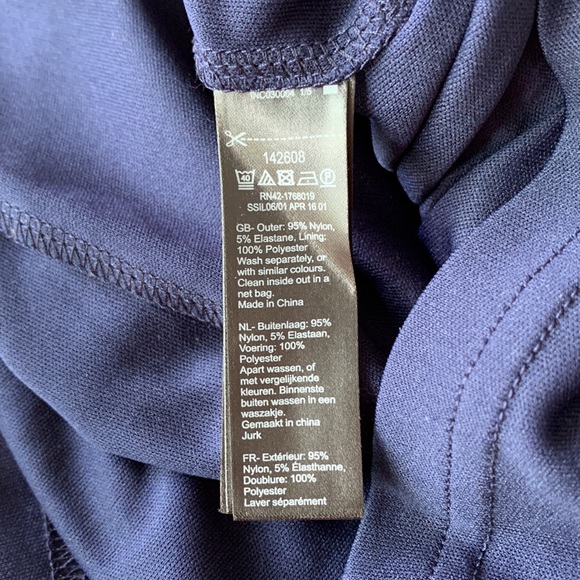 142608
40
RN42-1768019
SSIL06/01 APR 16 01
GB- Outer: 95% Nylon,
5% Elastane, Lining:
100% Polyester
Wash separately, or
with similar colours.
Clean inside out in a
net bag.
Made in China
NL- Buitenlaag: 95%
Nylon, 5% Elastaan,
Voering: 100%
Polyester
Apart wassen, of
met vergelijkende
kleuren. Binnenste
buiten wassen in een
waszakje.
Gemaakt in china
Jurk
FR- Extérieur: 95%
Nylon, 5% Élasthanne,
Doublure: 100%
Polyester
Laver séparément